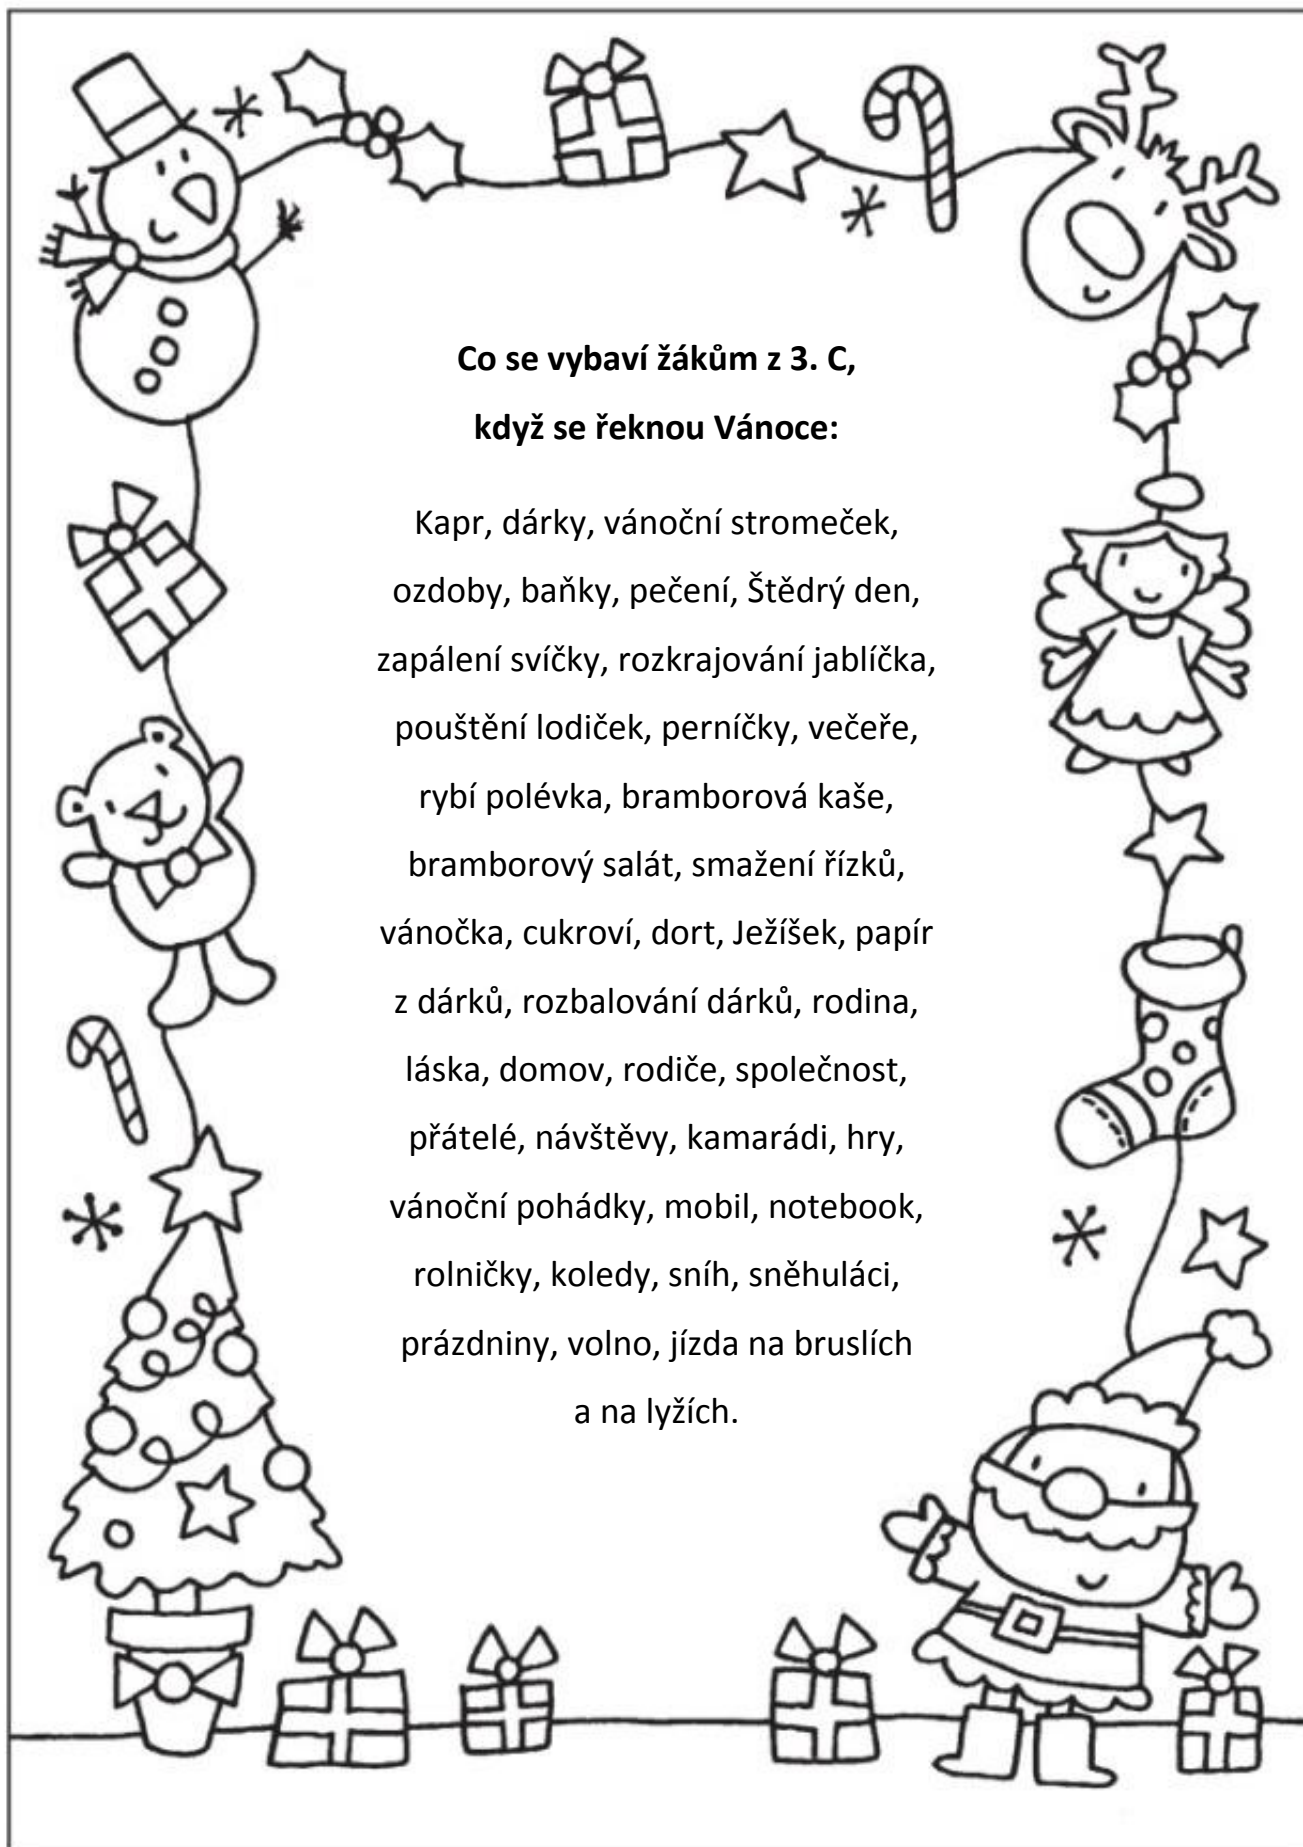 Co se vybaví žákům z 3. C,
když se řeknou Vánoce:
Kapr, dárky, vánoční stromeček,
ozdoby, baňky, pečení, Štědrý den,
zapálení svíčky, rozkrajování jablíčka,
pouštění lodiček, perníčky, večeře,
rybí polévka, bramborová kaše,
bramborový salát, smažení řízků,
vánočka, cukroví, dort, Ježíšek, papír
z dárků, rozbalování dárků, rodina,
láska, domov, rodiče, společnost,
přátelé, návštěvy, kamarádi, hry,
vánoční pohádky, mobil, notebook,
rolničky, koledy, sníh, sněhuláci,
prázdniny, volno, jízda na bruslích
a na lyžích.